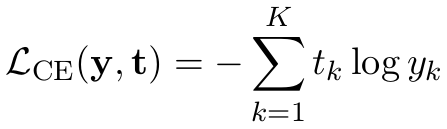 $\mathcal{L}_{\mathrm{CE}}(\mathbf{y}, \mathbf{t}) = -\sum_{k=1}^{K} t_k \log y_k$